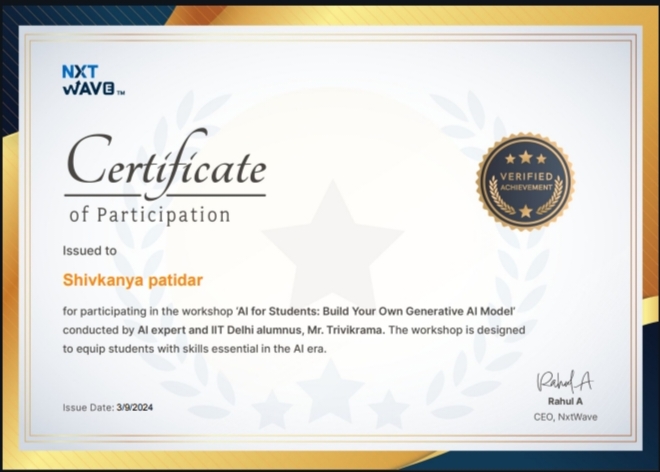 NXT
WAVE TM
Certificate
of Participation
VERIFIED
ACHIEVEMENT
Issued to
Shivkanya patidar
for participating in the workshop 'AI for Students: Build Your Own Generative AI Model'
conducted by AI expert and IIT Delhi alumnus, Mr. Trivikrama. The workshop is designed
to equip students with skills essential in the AI era.
Rahul A
Issue Date: 3/9/2024
Rahul A
CEO, NxtWave